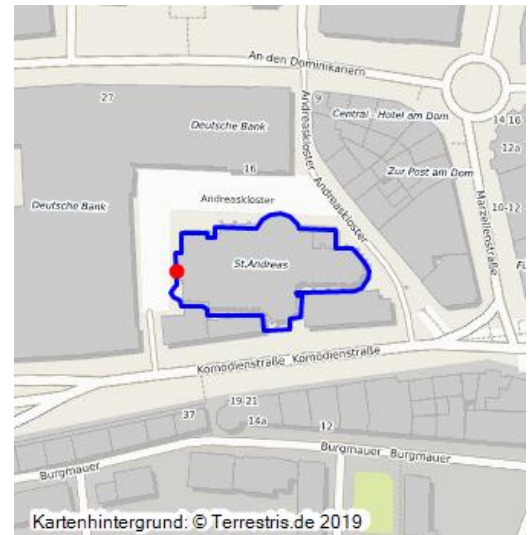 An den Dominikanern
27
9
Deutsche Bank
Central - Hotel am Dom
14 16
12a
16
Andreaskloster Andreaskloster
Zur Post am Dom
Deutsche Bank
Andreaskloster
10-12
Marzellenstraße
St.Andreas
Komödienstraße Komödienstraße
19 21
37
14a
12
Burgmauer Burgmauer
Burgmauer
Kartenhintergrund: © Terrestris.de 2019